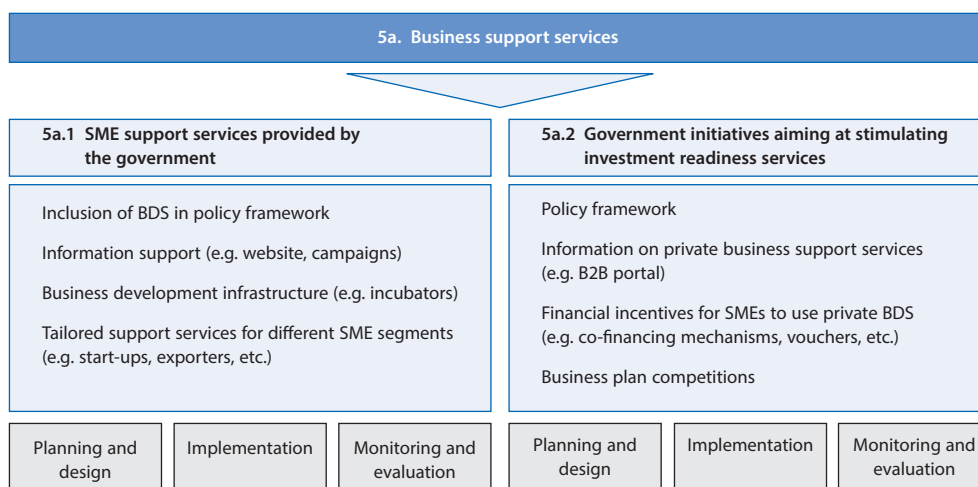 5a. Business support services
5a.1 SME support services provided by
the government
Inclusion of BDS in policy framework
Information support (e.g. website, campaigns)
Business development infrastructure (e.g. incubators)
Tailored support services for different SME segments
(e.g. start-ups, exporters, etc.)
Planning and
design
Implementation
Monitoring and
evaluation
5a.2 Government initiatives aiming at stimulating
investment readiness services
Policy framework
Information on private business support services
(e.g. B2B portal)
Financial incentives for SMEs to use private BDS
(e.g. co-financing mechanisms, vouchers, etc.)
Business plan competitions
Planning and
design
Implementation
Monitoring and
evaluation